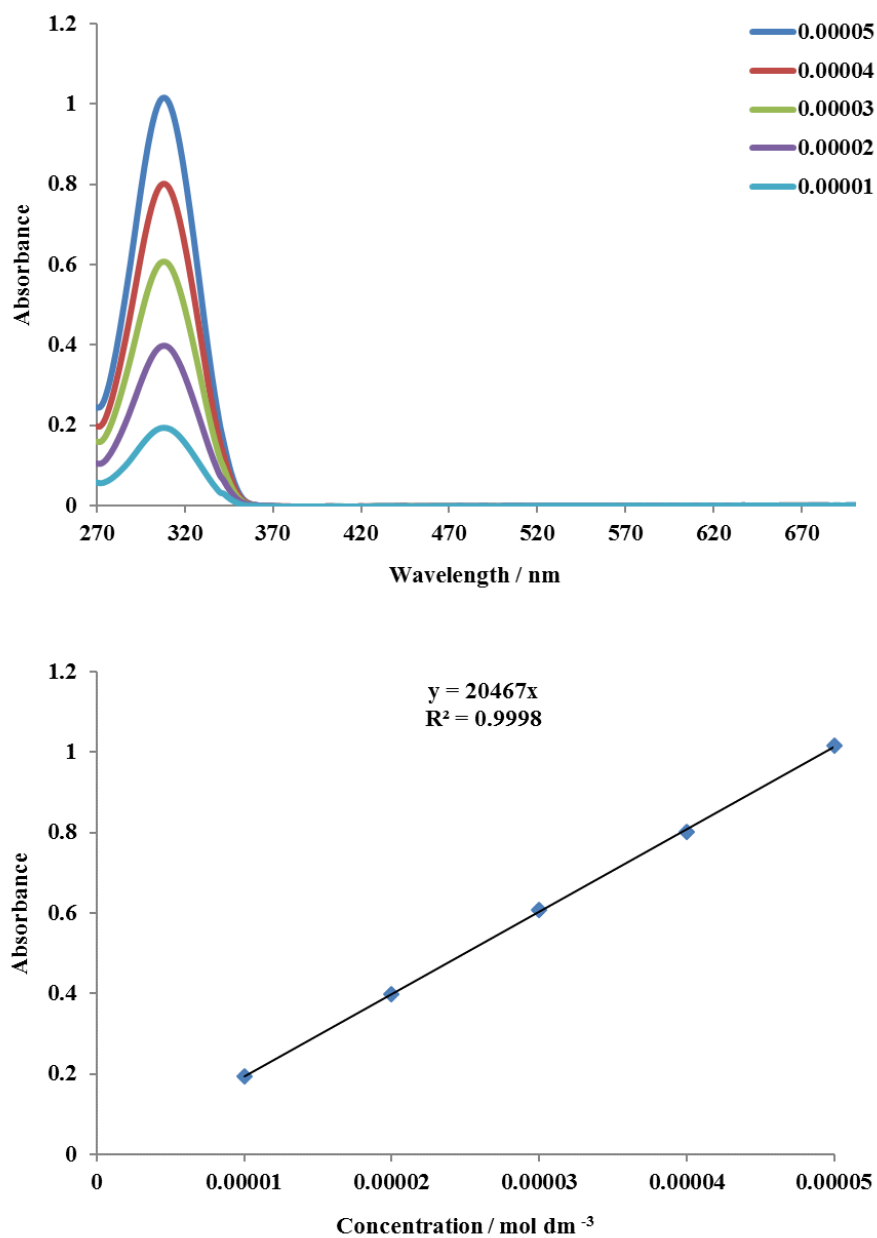 1.2
1
0.8
0.6
0.4
0.2
0
Absorbance
270 320 370 420 470 520 570 620 670
Wavelength / nm
0.00005
0.00004
0.00003
0.00002
0.00001
1.2
1
0.8
0.6
0.4
0.2
0
Absorbance
y = 20467x
R² = 0.9998
0 0.00001 0.00002 0.00003 0.00004 0.00005
Concentration / mol dm ⁻³